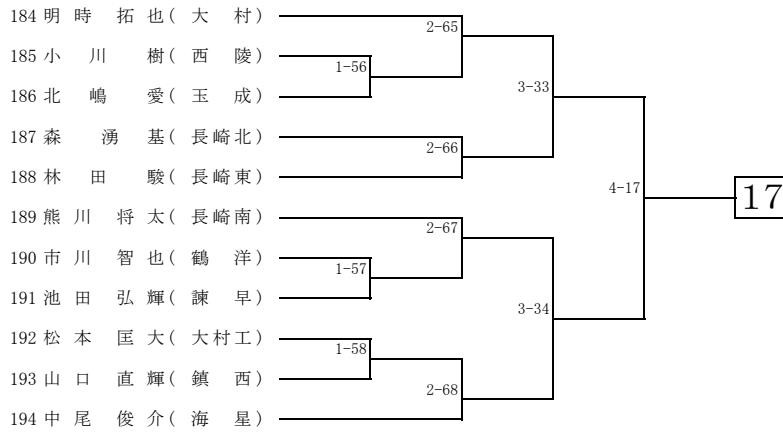 184 明時 拓也(大村)
2-65
185 小川 樹(西陵)
1-56
186 北嶋 愛(玉成)
3-33
187 森 湧基(長崎北)
2-66
188 林田 駿(長崎東)
4-17
17
189 熊川 将太(長崎南)
2-67
190 市川 智也(鶴洋)
1-57
191 池田 弘輝(諫早)
3-34
192 松本 匡大(大村工)
1-58
193 山口 直輝(鎮西)
2-68
194 中尾 俊介(海星)